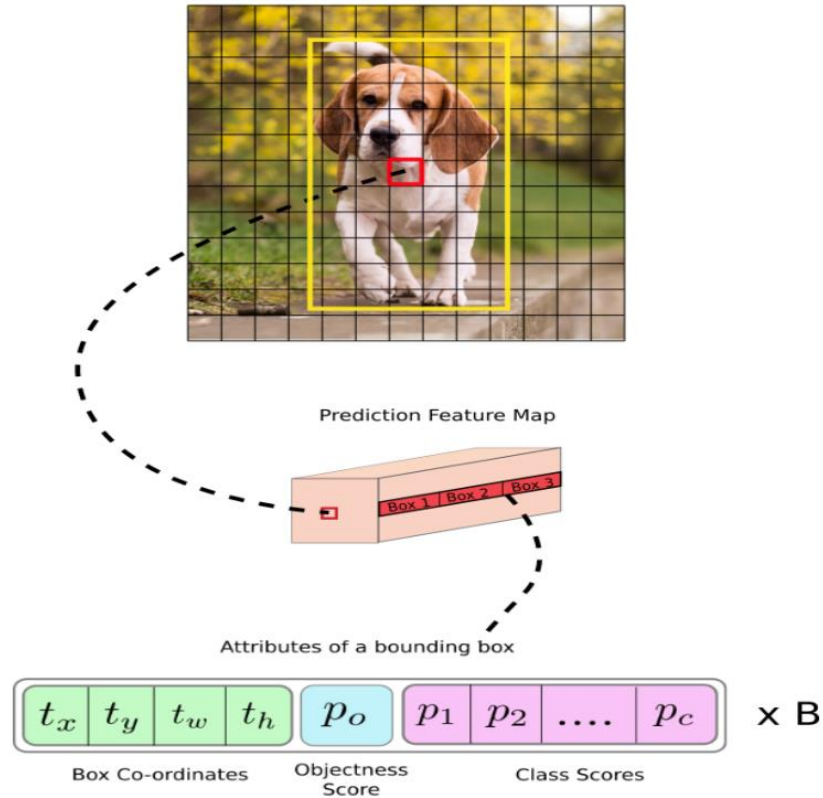 Prediction Feature Map
Box 1 Box 2 Box 3
Attributes of a bounding box
t_x t_y t_w t_h p_o p_1 p_2 .... p_c x B
Box Co-ordinates Objectness Score Class Scores